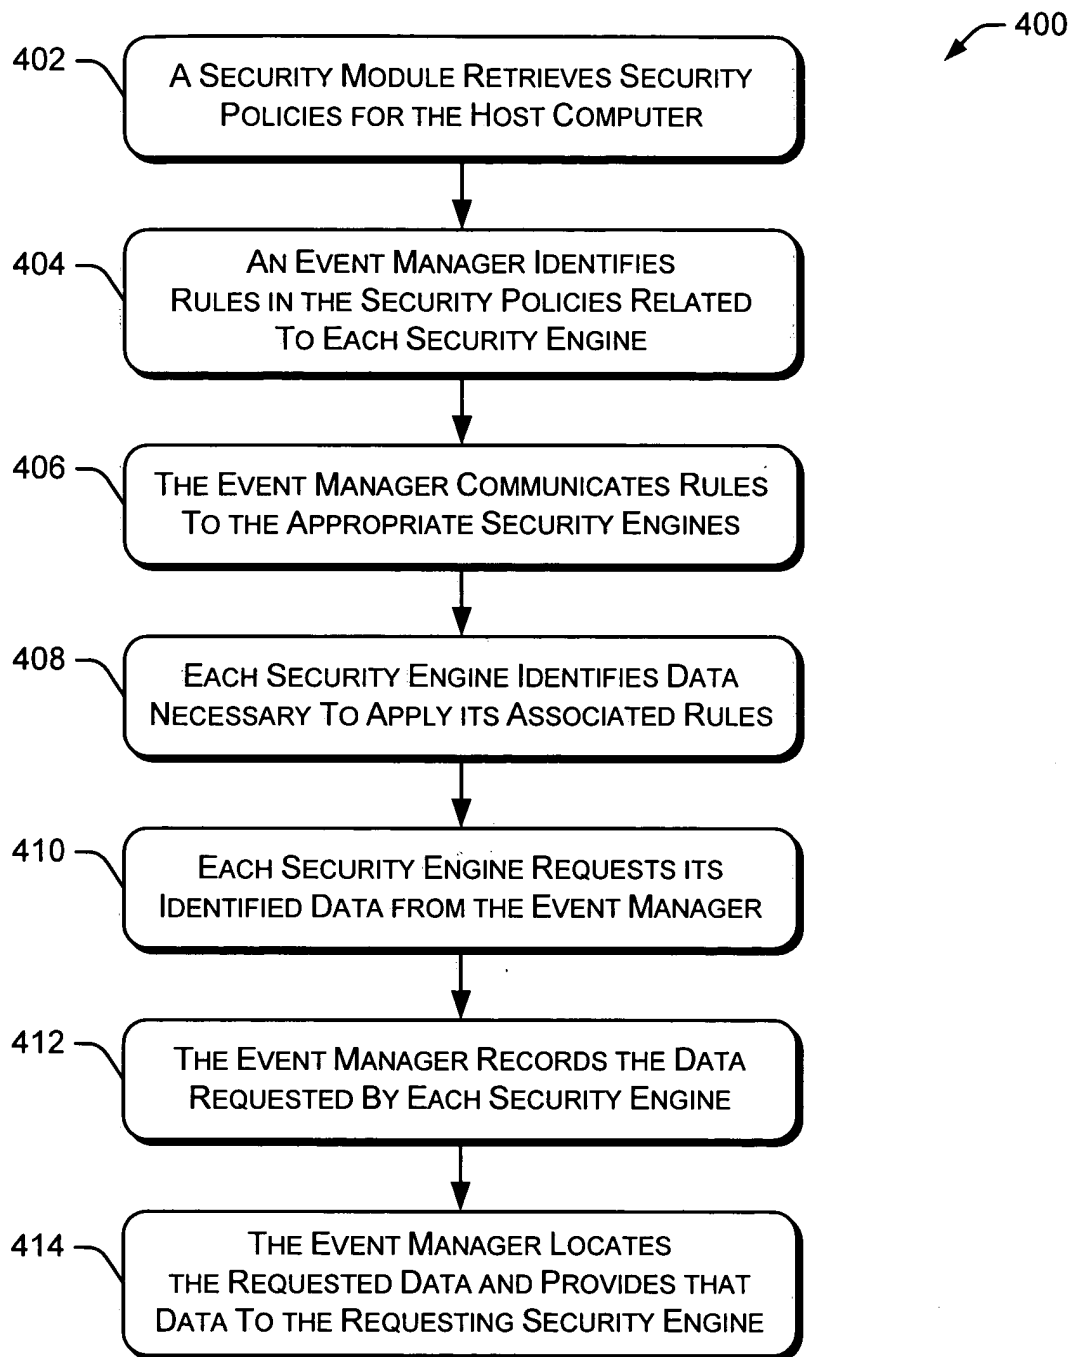 400
402
A SECURITY MODULE RETRIEVES SECURITY
POLICIES FOR THE HOST COMPUTER
404
AN EVENT MANAGER IDENTIFIES
RULES IN THE SECURITY POLICIES RELATED
TO EACH SECURITY ENGINE
406
THE EVENT MANAGER COMMUNICATES RULES
TO THE APPROPRIATE SECURITY ENGINES
408
EACH SECURITY ENGINE IDENTIFIES DATA
NECESSARY TO APPLY ITS ASSOCIATED RULES
410
EACH SECURITY ENGINE REQUESTS ITS
IDENTIFIED DATA FROM THE EVENT MANAGER
412
THE EVENT MANAGER RECORDS THE DATA
REQUESTED BY EACH SECURITY ENGINE
414
THE EVENT MANAGER LOCATES
THE REQUESTED DATA AND PROVIDES THAT
DATA TO THE REQUESTING SECURITY ENGINE